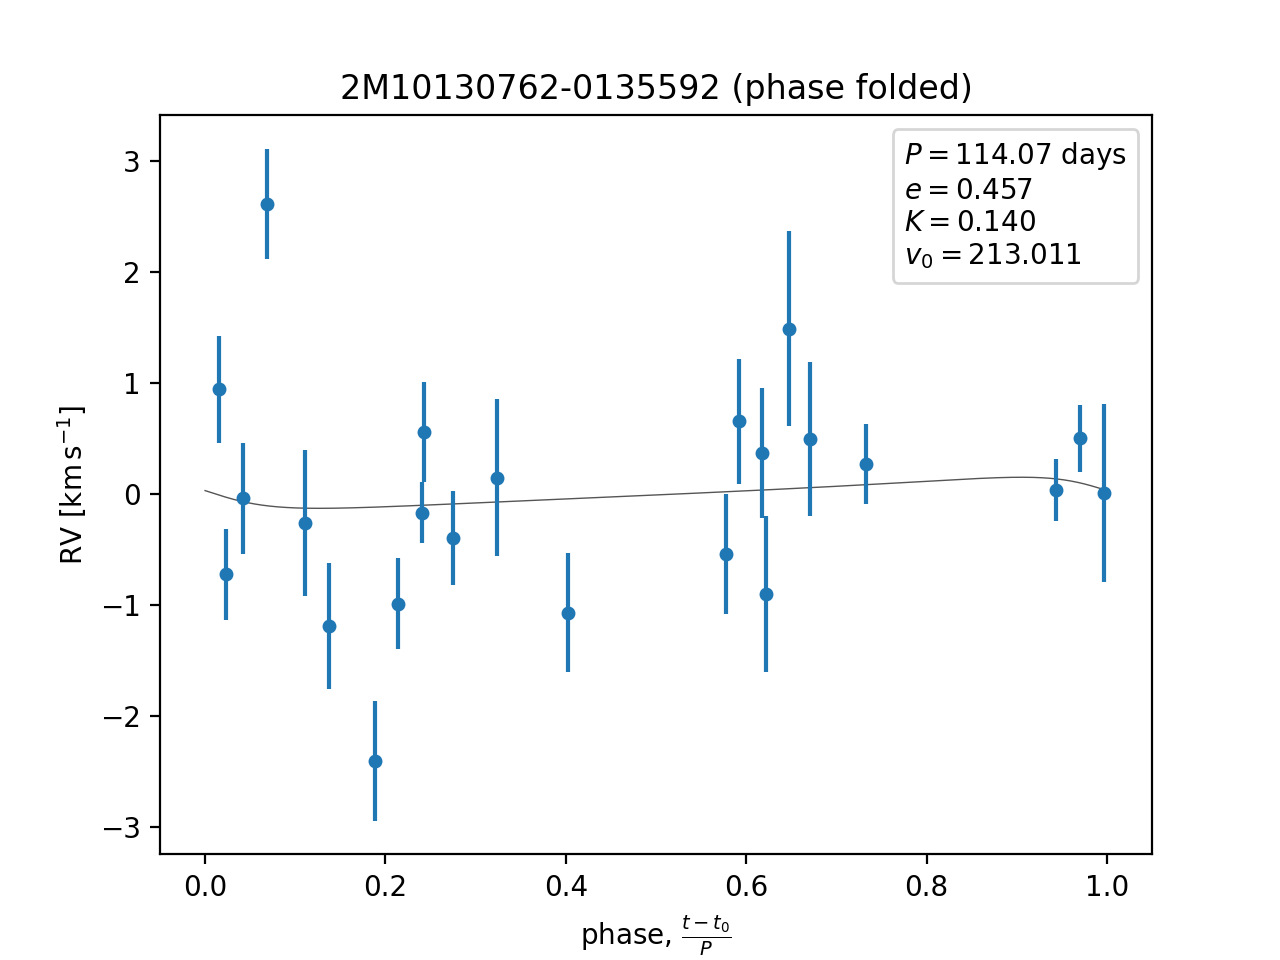 2M10130762-0135592 (phase folded)
P = 114.07 days
e = 0.457
K = 0.140
v₀ = 213.011
3
2
1
0
−1
−2
−3
RV [km s⁻¹]
0.0 0.2 0.4 0.6 0.8 1.0
phase, (t − t₀)/P